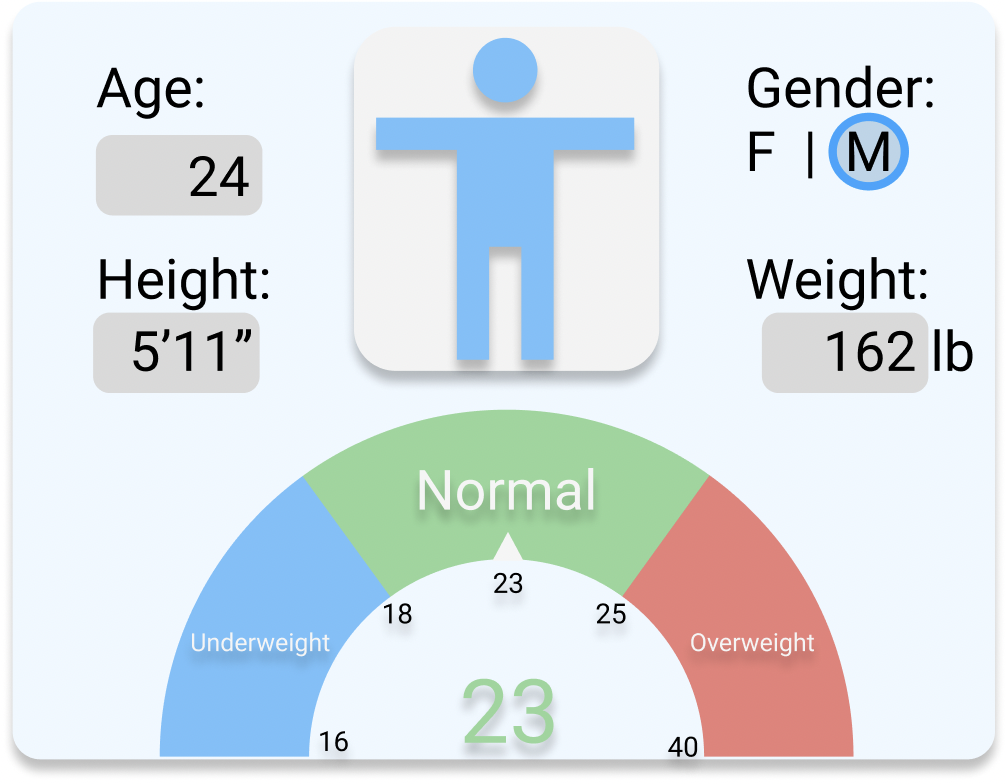 Age:
24
Gender:
F | M
Height:
5’11”
Weight:
162 lb
Normal
23
18
25
Underweight
Overweight
23
16
40